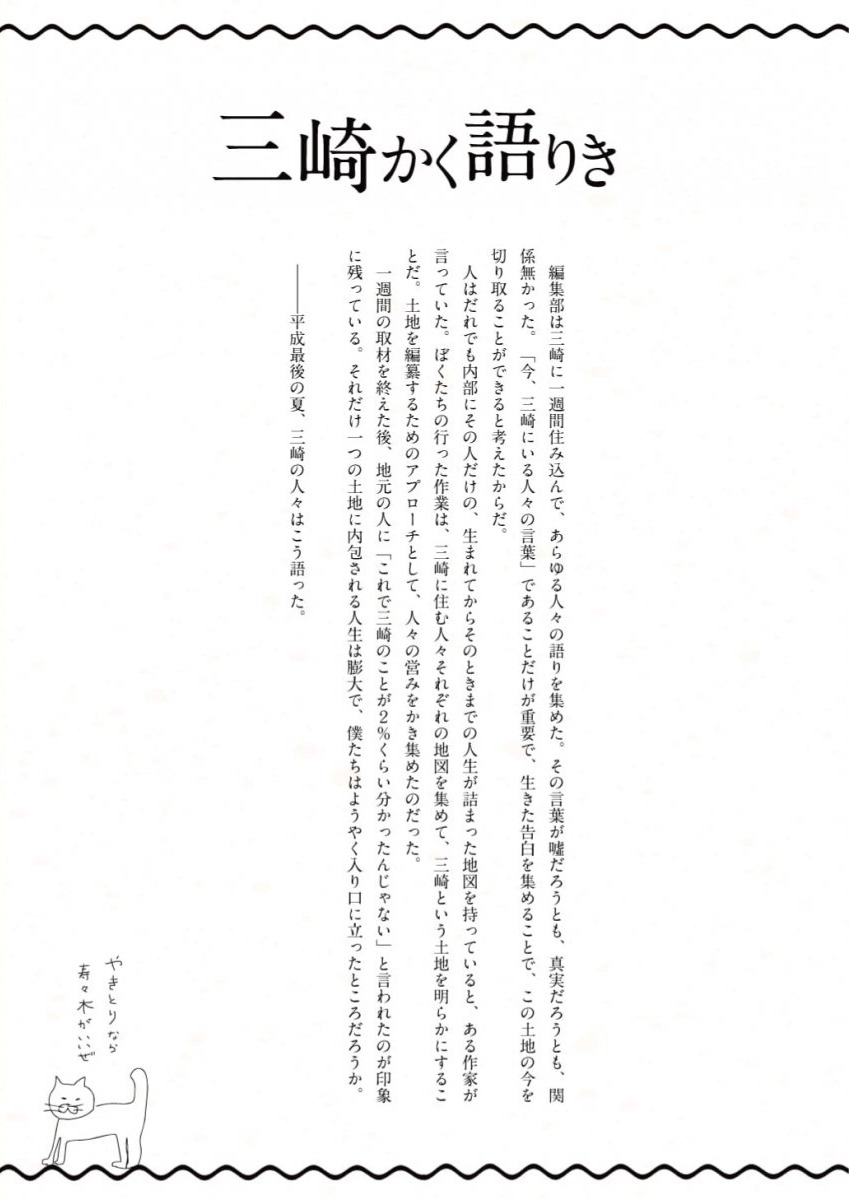 三崎かく語りき
編集部は三崎に一週間住み込んで、あらゆる人々の語りを集めた。その言葉が嘘だろうとも、真実だろうとも、関
係無かった。「今、三崎にいる人々の言葉」であることだけが重要で、生きた告白を集めることで、この土地の今を
切り取ることができると考えたからだ。
人はだれでも内部にその人だけの、生まれてからそのときまでの人生が詰まった地図を持っていると、ある作家が
言っていた。ぼくたちの行った作業は、三崎に住む人々それぞれの地図を集めて、三崎という土地を明らかにするこ
とだ。土地を編纂するためのアプローチとして、人々の営みをかき集めたのだった。
一週間の取材を終えた後、地元の人に「これで三崎のことが2%くらい分かったんじゃない」と言われたのが印象
に残っている。それだけ一つの土地に内包される人生は膨大で、僕たちはようやく入り口に立ったところだろうか。
――平成最後の夏、三崎の人々はこう語った。
やきとりなら
寿々木がいいぜ